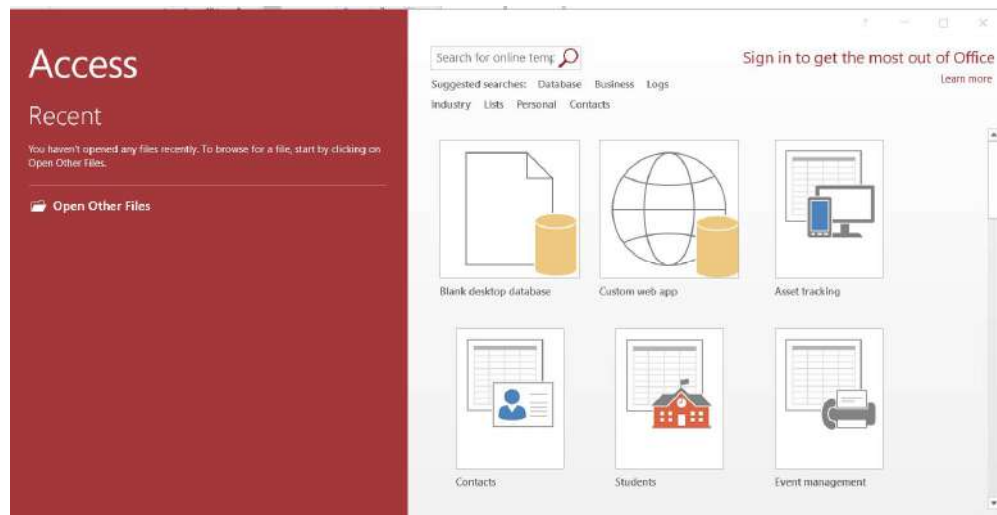 Access
Recent
You haven't opened any files recently. To browse for a file, start by clicking on
Open Other Files.
Open Other Files
?
Search for online temp
Sign in to get the most out of Office
Learn more
Suggested searches: Database Business Logs
Industry Lists Personal Contacts
Blank desktop database
Custom web app
Asset tracking
Contacts
Students
Event management